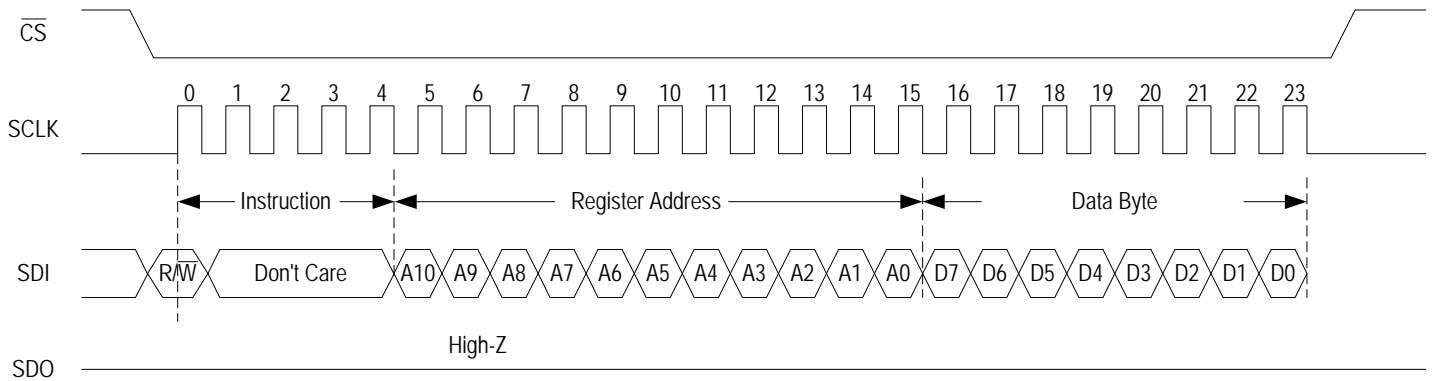 CS
0 1 2 3 4 5 6 7 8 9 10 11 12 13 14 15 16 17 18 19 20 21 22 23
SCLK
Instruction Register Address Data Byte
SDI R/W Don't Care A10 A9 A8 A7 A6 A5 A4 A3 A2 A1 A0 D7 D6 D5 D4 D3 D2 D1 D0
High-Z
SDO